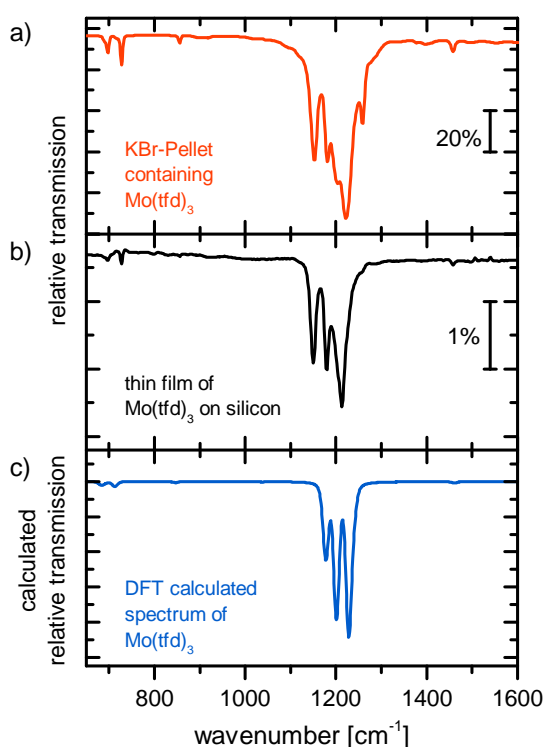 a)
20%
KBr-Pellet
containing
Mo(tfd)₃
relative transmission
b)
1%
thin film of
Mo(tfd)₃ on silicon
c)
calculated
relative transmission
DFT calculated
spectrum of
Mo(tfd)₃
800 1000 1200 1400 1600
wavenumber [cm⁻¹]